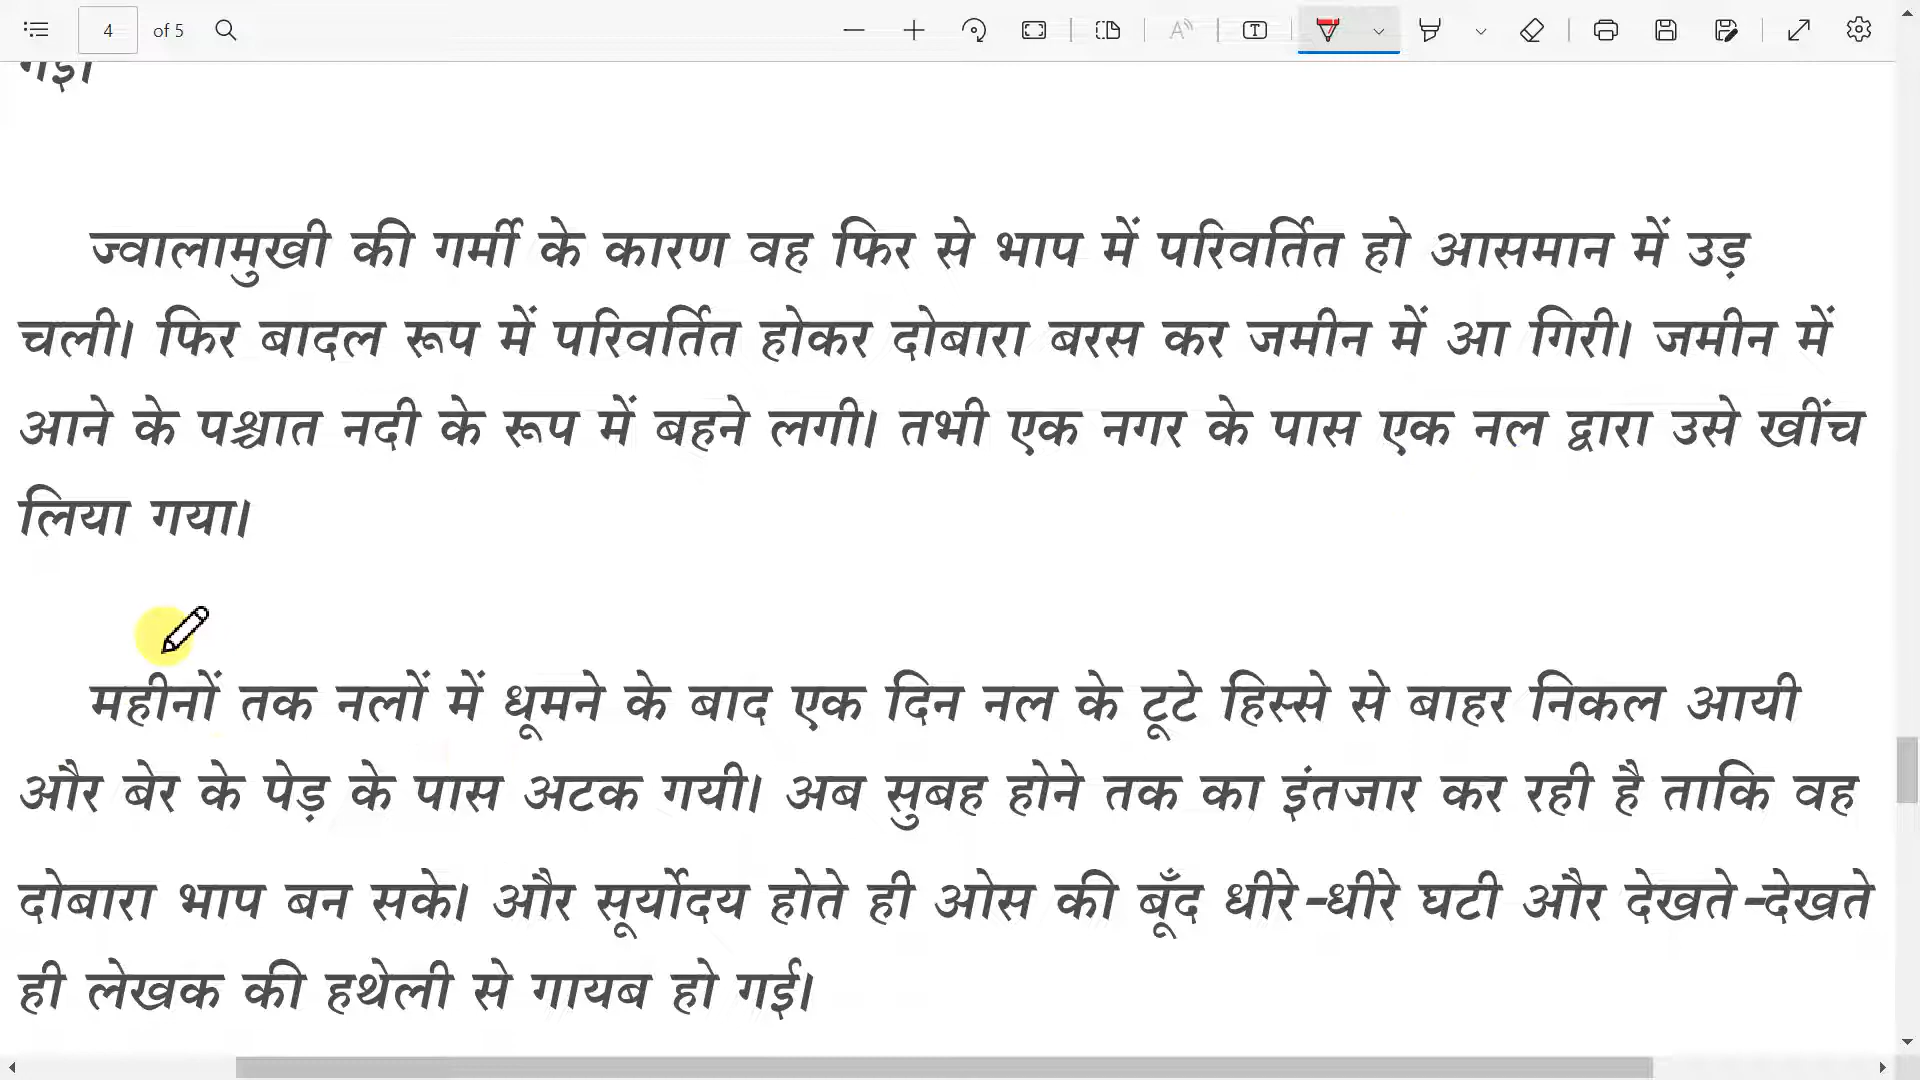 4 of 5
गई।
ज्वालामुखी की गर्मी के कारण वह फिर से भाप में परिवर्तित हो आसमान में उड़
चली। फिर बादल रूप में परिवर्तित होकर दोबारा बरस कर जमीन में आ गिरी। जमीन में
आने के पश्चात नदी के रूप में बहने लगी। तभी एक नगर के पास एक नल द्वारा उसे खींच
लिया गया।
महीनों तक नलों में धूमने के बाद एक दिन नल के टूटे हिस्से से बाहर निकल आयी
और बेर के पेड़ के पास अटक गयी। अब सुबह होने तक का इंतजार कर रही है ताकि वह
दोबारा भाप बन सके। और सूर्योदय होते ही ओस की बूँद धीरे-धीरे घटी और देखते-देखते
ही लेखक की हथेली से गायब हो गई।